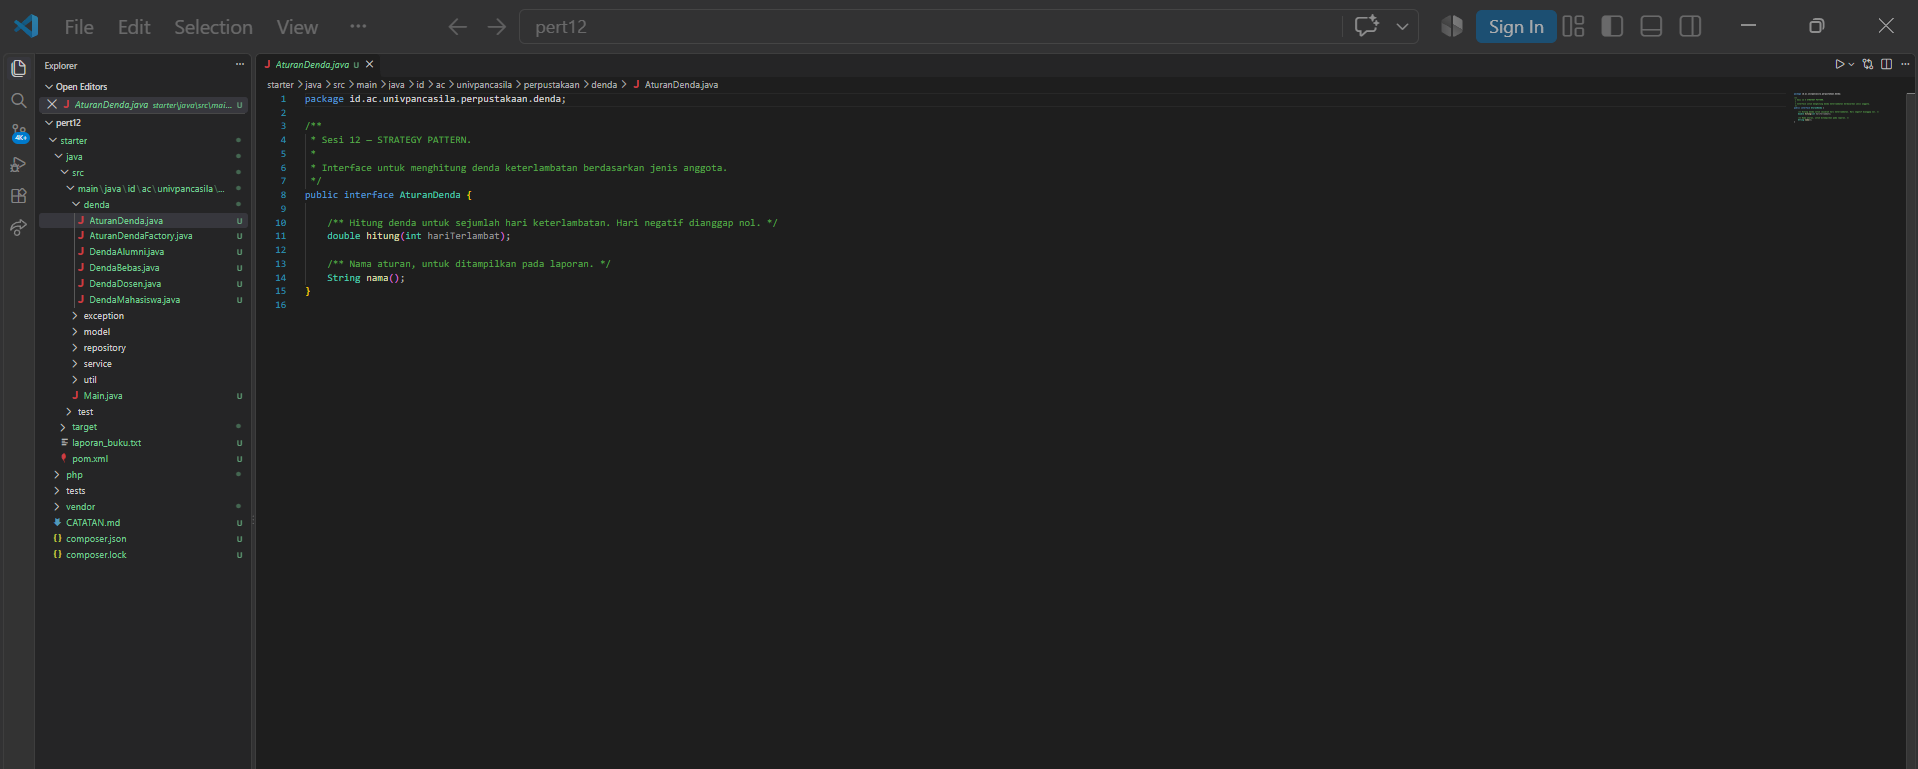 File Edit Selection View ··· pert12 Sign In
Explorer ···
Open Editors
AturanDenda.java starter\java\src\mai... U
pert12
starter
java
src
main\java\id\ac\univpancasila\...
denda
AturanDenda.java U
AturanDendaFactory.java U
DendaAlumni.java U
DendaBebas.java U
DendaDosen.java U
DendaMahasiswa.java U
exception
model
repository
service
util
Main.java U
test
target
laporan_buku.txt U
pom.xml U
php
tests
vendor
CATATAN.md U
composer.json U
composer.lock U
4K+
AturanDenda.java U
starter > java > src > main > java > id > ac > univpancasila > perpustakaan > denda > AturanDenda.java
1 package id.ac.univpancasila.perpustakaan.denda;
2
3 /**
4 * Sesi 12 — STRATEGY PATTERN.
5 *
6 * Interface untuk menghitung denda keterlambatan berdasarkan jenis anggota.
7 */
8 public interface AturanDenda {
9
10 /** Hitung denda untuk sejumlah hari keterlambatan. Hari negatif dianggap nol. */
11 double hitung(int hariTerlambat);
12
13 /** Nama aturan, untuk ditampilkan pada laporan. */
14 String nama();
15 }
16